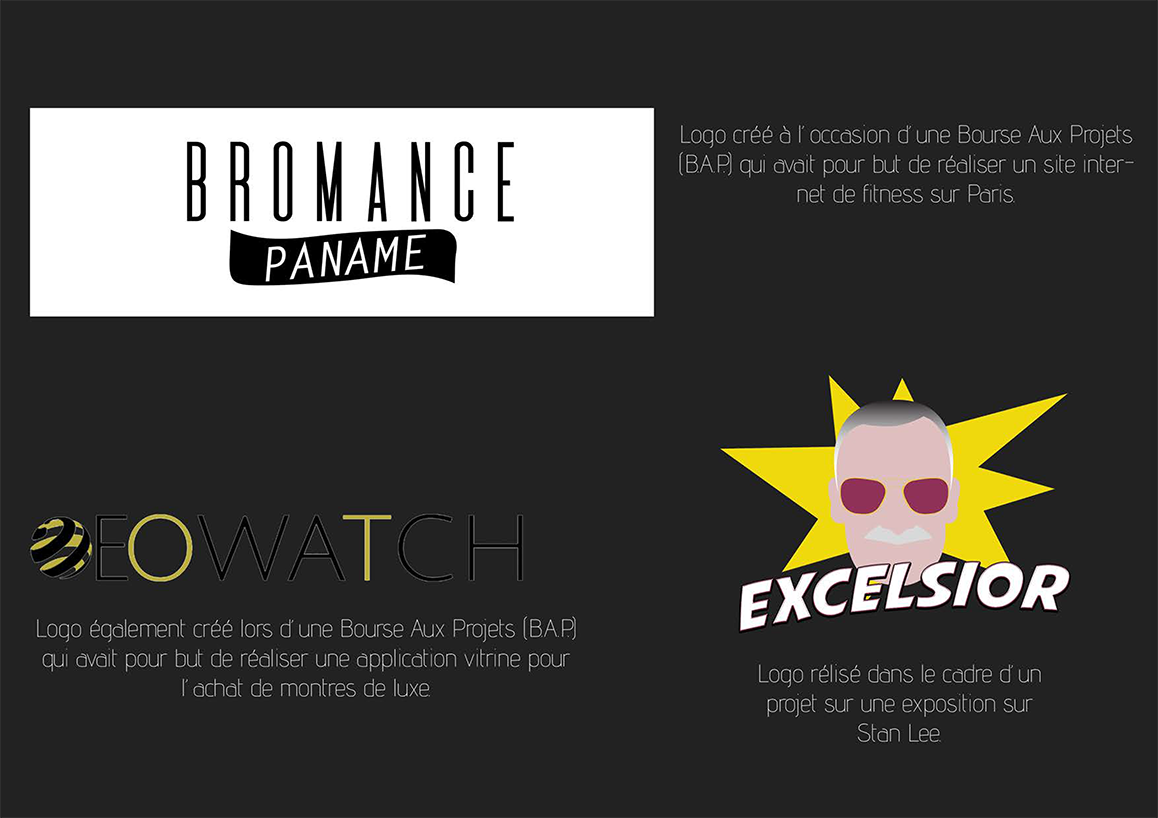 BROMANCE
PANAME
Logo créé à l'occasion d'une Bourse Aux Projets
(B.A.P.) qui avait pour but de réaliser un site inter-
net de fitness sur Paris.
EOWATCH
Logo également créé lors d'une Bourse Aux Projets (B.A.P.)
qui avait pour but de réaliser une application vitrine pour
l'achat de montres de luxe.
EXCELSIOR
Logo rélisé dans le cadre d'un
projet sur une exposition sur
Stan Lee.